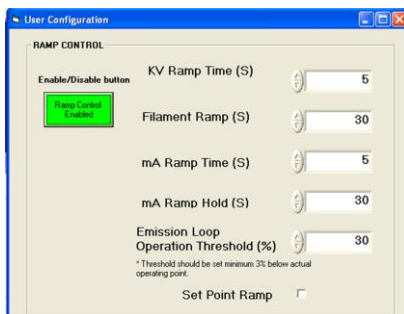 User Configuration
RAMP CONTROL
Enable/Disable button
Ramp Control
Enabled
KV Ramp Time (S)
5
Filament Ramp (S)
30
mA Ramp Time (S)
5
mA Ramp Hold (S)
30
Emission Loop
Operation Threshold (%)
30
* Threshold should be set minimum 3% below actual
operating point.
Set Point Ramp